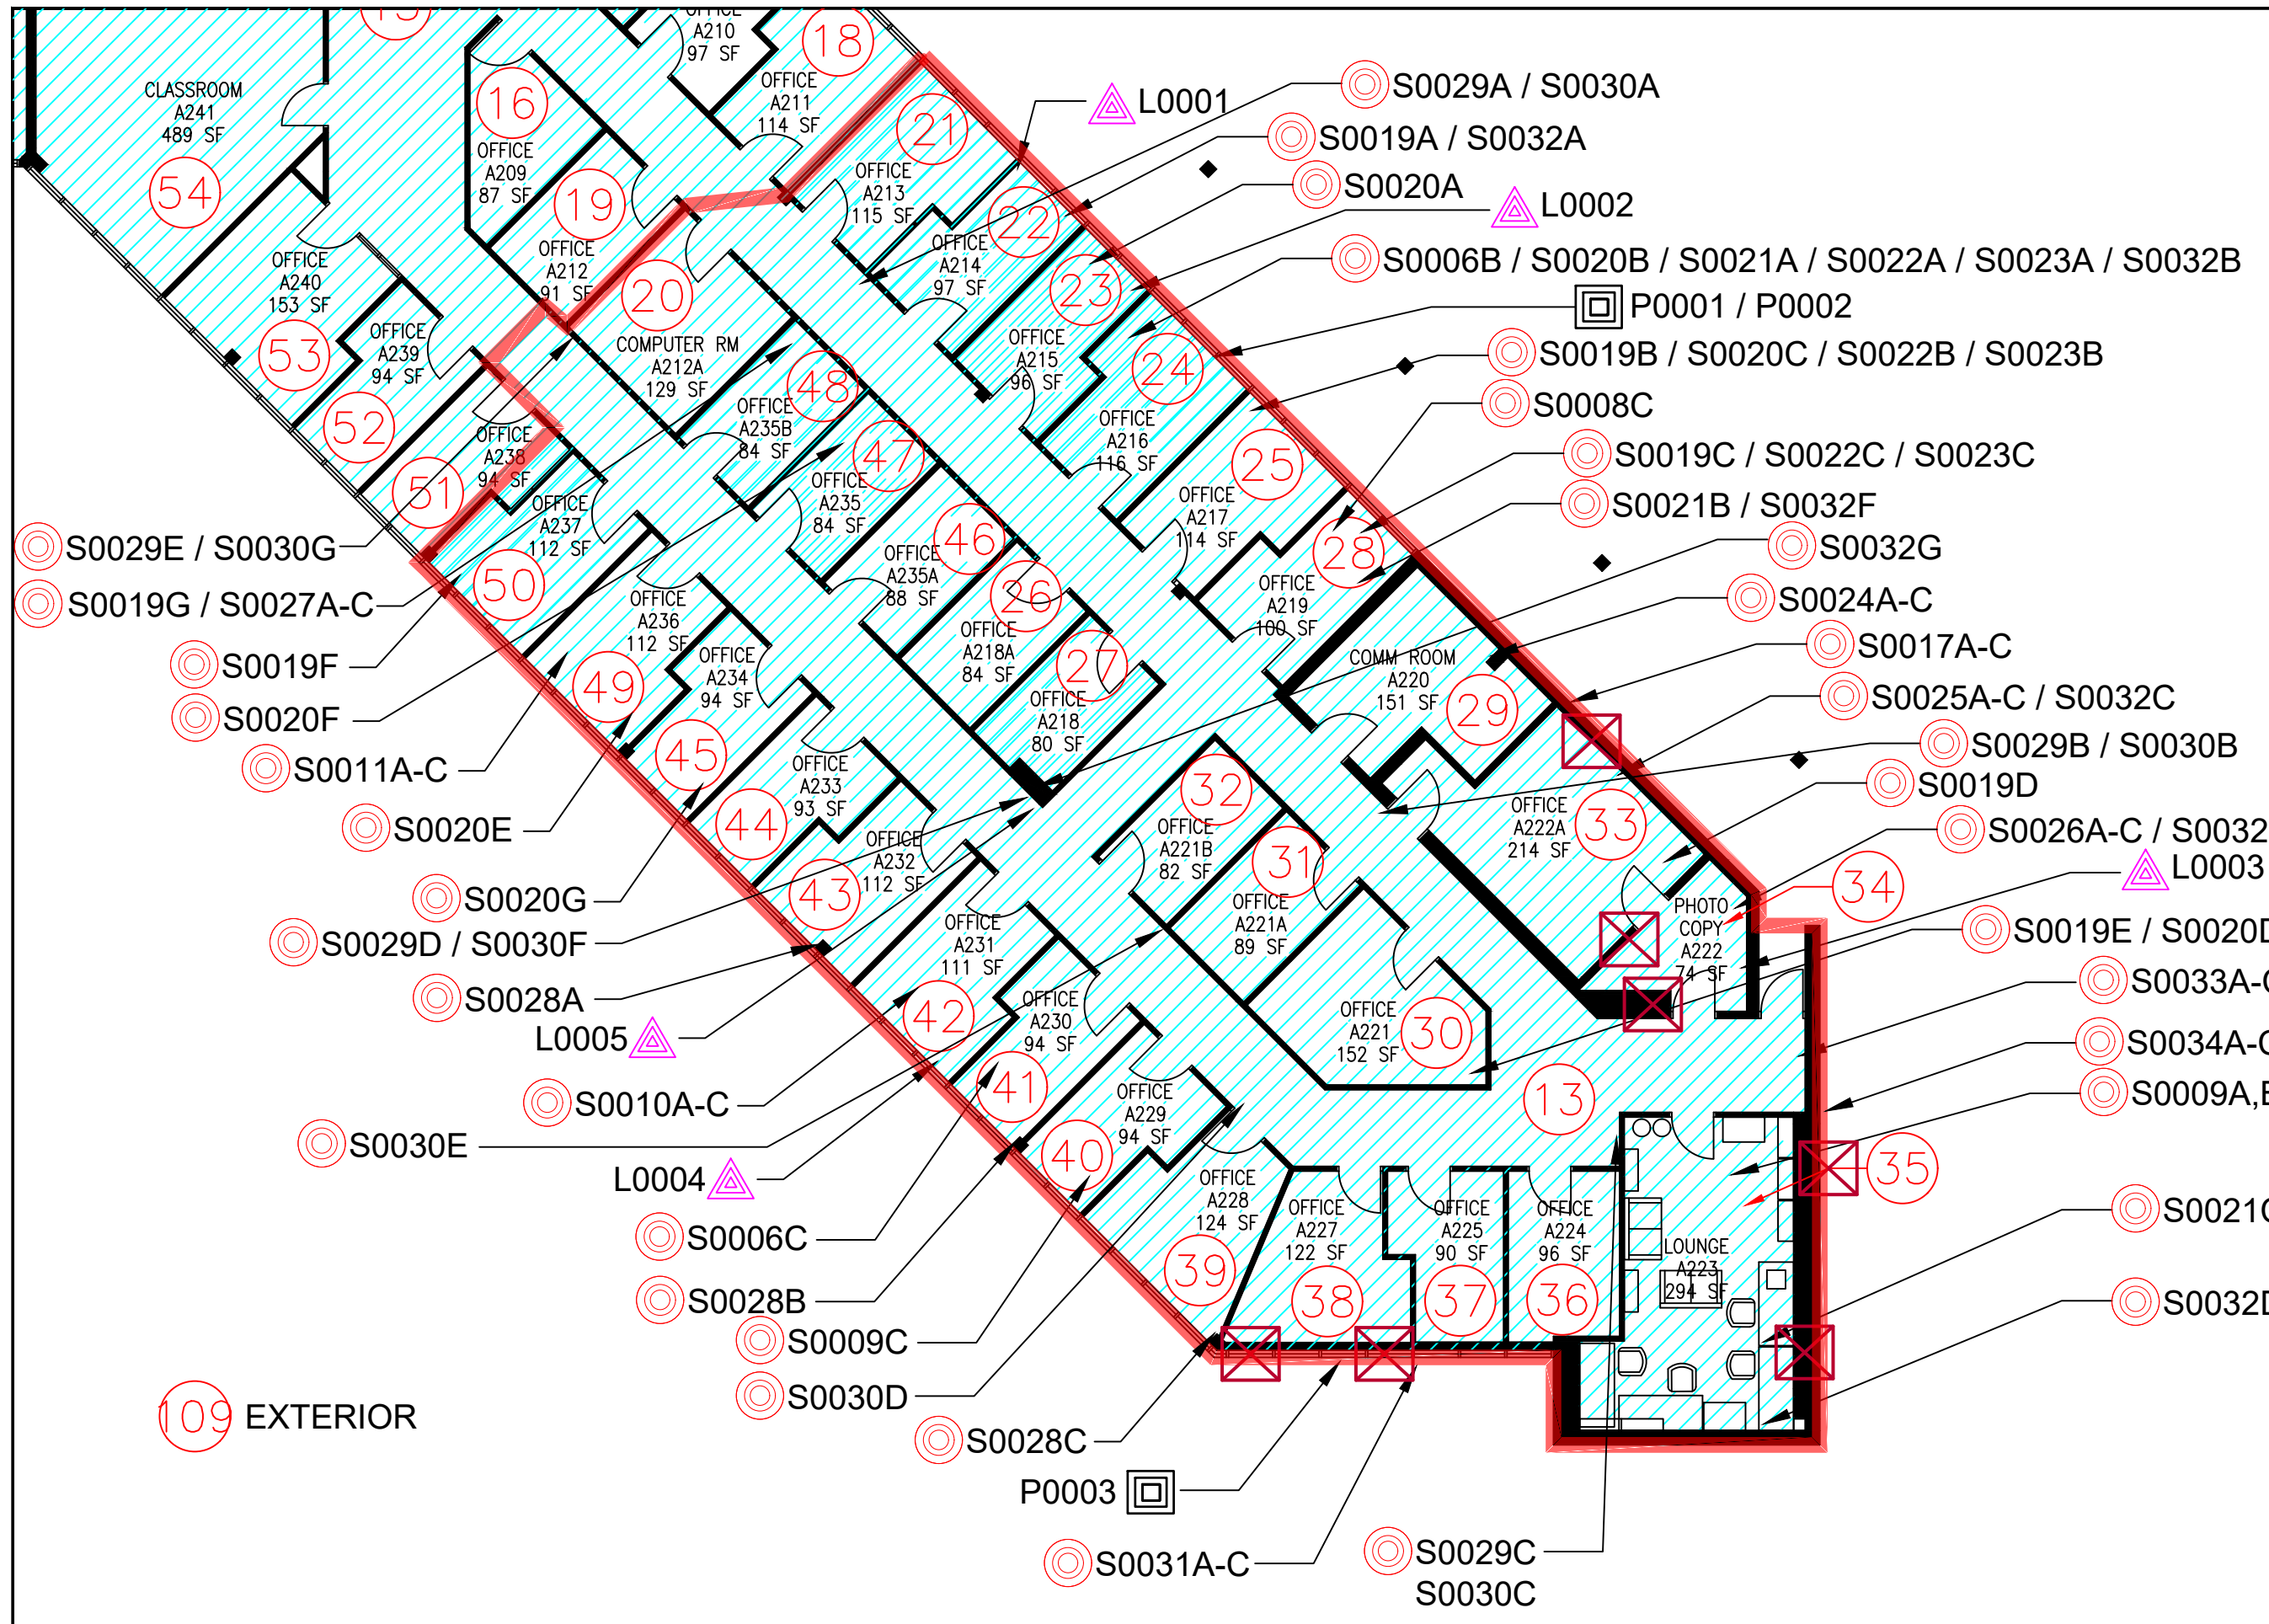 OFFICE
A210
97 SF
18
CLASSROOM
A241
489 SF
54
16
OFFICE
A209
87 SF
OFFICE
A211
114 SF
21
OFFICE
A213
115 SF
19
OFFICE
A212
91 SF
20
COMPUTER RM
A212A
129 SF
22
OFFICE
A214
97 SF
23
OFFICE
A215
96 SF
24
OFFICE
A216
116 SF
25
OFFICE
A217
114 SF
28
OFFICE
A219
100 SF
OFFICE
A240
153 SF
53
OFFICE
A239
94 SF
52
OFFICE
A238
94 SF
51
OFFICE
A237
112 SF
50
48
OFFICE
A235B
84 SF
47
OFFICE
A235
84 SF
46
OFFICE
A235A
88 SF
26
OFFICE
A218A
84 SF
27
OFFICE
A218
80 SF
OFFICE
A236
112 SF
49
OFFICE
A234
94 SF
45
OFFICE
A233
93 SF
44
OFFICE
A232
112 SF
43
OFFICE
A231
111 SF
42
OFFICE
A230
94 SF
41
OFFICE
A229
94 SF
40
OFFICE
A228
124 SF
39
COMM ROOM
A220
151 SF
29
32
OFFICE
A221B
82 SF
31
OFFICE
A221A
89 SF
OFFICE
A221
152 SF
30
OFFICE
A222A
214 SF
33
PHOTO
COPY
A222
74 SF
34
13
OFFICE
A227
122 SF
38
OFFICE
A225
90 SF
37
OFFICE
A224
96 SF
36
LOUNGE
A223
294 SF
35
L0001
S0029A / S0030A
S0019A / S0032A
S0020A
L0002
S0006B / S0020B / S0021A / S0022A / S0023A / S0032B
P0001 / P0002
S0019B / S0020C / S0022B / S0023B
S0008C
S0019C / S0022C / S0023C
S0021B / S0032F
S0032G
S0024A-C
S0017A-C
S0025A-C / S0032C
S0029B / S0030B
S0019D
S0026A-C / S0032
L0003
S0019E / S0020D
S0033A-C
S0034A-C
S0009A,B
S0021C
S0032D
S0029E / S0030G
S0019G / S0027A-C
S0019F
S0020F
S0011A-C
S0020E
S0020G
S0029D / S0030F
S0028A
L0005
S0010A-C
S0030E
L0004
S0006C
S0028B
S0009C
S0030D
S0028C
P0003
S0031A-C
S0029C
S0030C
109 EXTERIOR